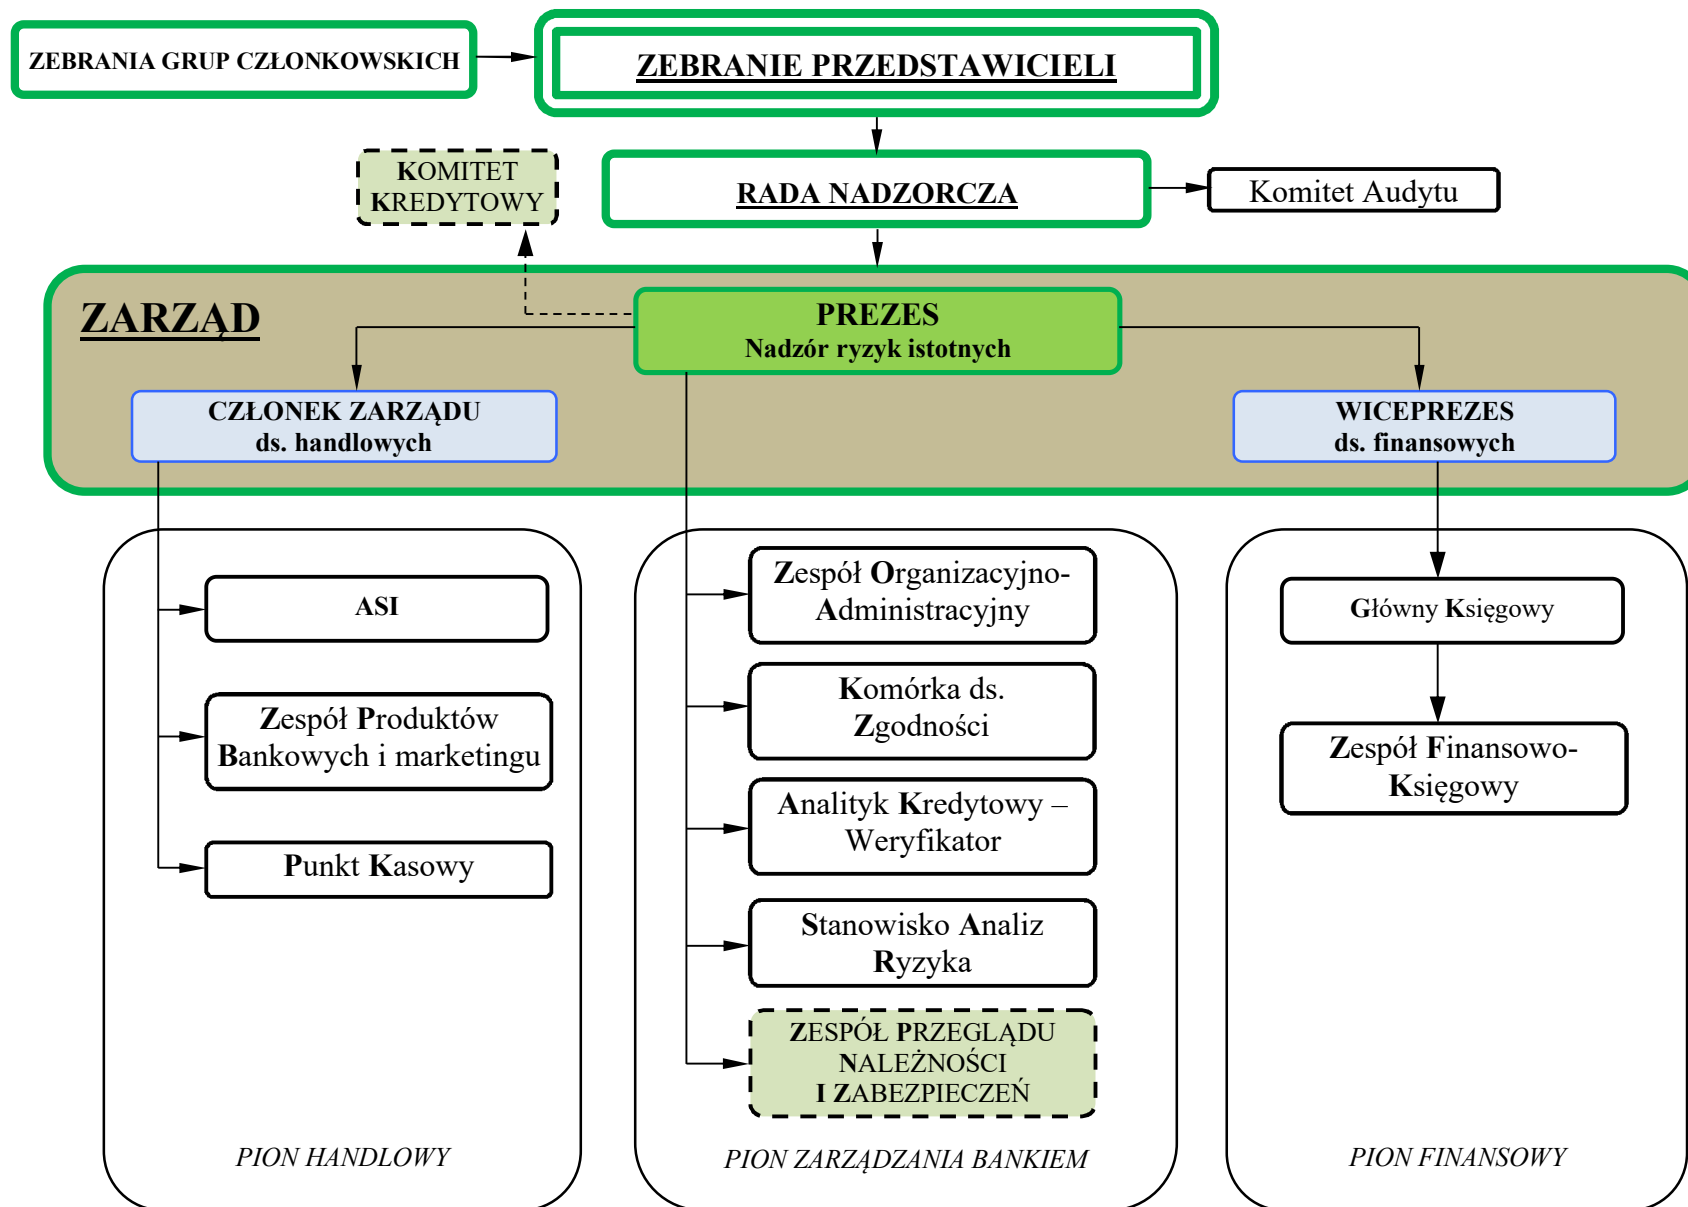 ZEBRANIA GRUP CZŁONKOWSKICH
ZEBRANIE PRZEDSTAWICIELI
KOMITET
KREDYTOWY
RADA NADZORCZA
Komitet Audytu
ZARZĄD
PREZES
Nadzór ryzyk istotnych
CZŁONEK ZARZĄDU
ds. handlowych
WICEPREZES
ds. finansowych
ASI
Zespół Produktów
Bankowych i marketingu
Punkt Kasowy
PION HANDLOWY
Zespół Organizacyjno-
Administracyjny
Komórka ds.
Zgodności
Analityk Kredytowy –
Weryfikator
Stanowisko Analiz
Ryzyka
ZESPÓŁ PRZEGLĄDU
NALEŻNOŚCI
I ZABEZPIECZEŃ
PION ZARZĄDZANIA BANKIEM
Główny Księgowy
Zespół Finansowo-
Księgowy
PION FINANSOWY